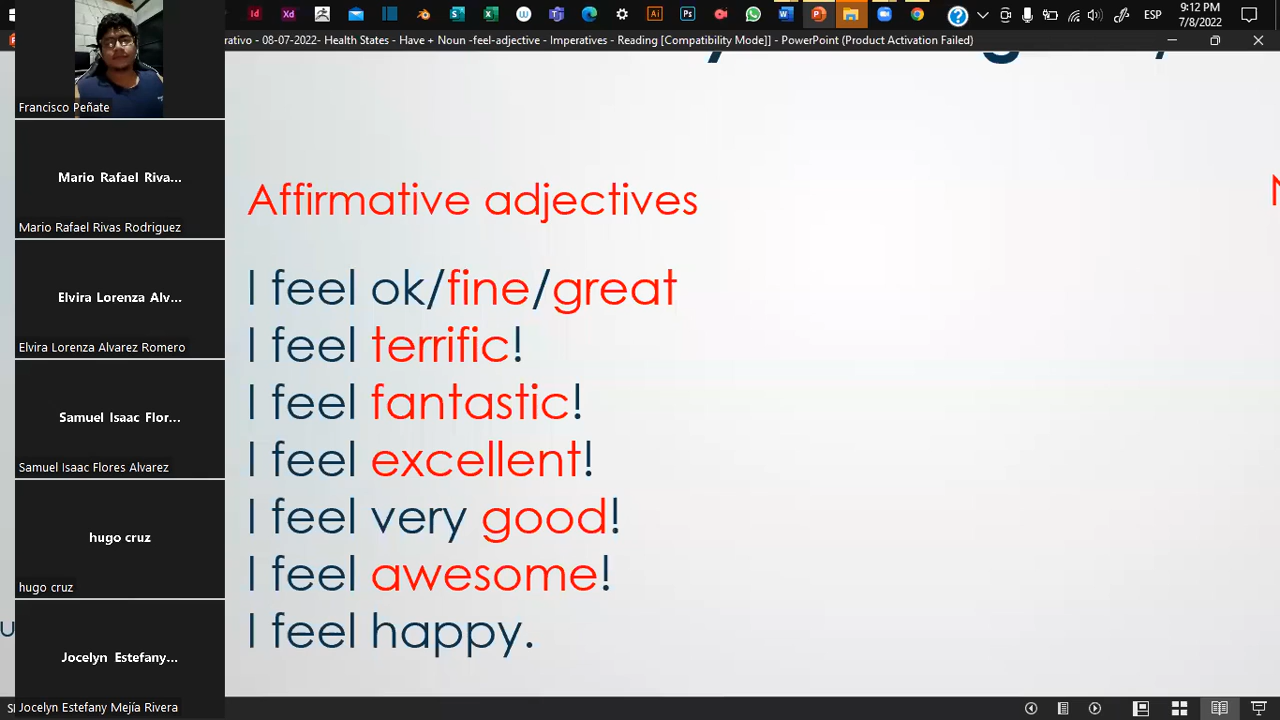 9:12 PM
ESP
7/8/2022
rativo - 08-07-2022- Health States - Have + Noun -feel-adjective - Imperatives - Reading [Compatibility Mode]] - PowerPoint (Product Activation Failed)
Francisco Peñate
Mario Rafael Riva...
Mario Rafael Rivas Rodriguez
Elvira Lorenza Alv...
Elvira Lorenza Alvarez Romero
Samuel Isaac Flor...
Samuel Isaac Flores Alvarez
hugo cruz
hugo cruz
Jocelyn Estefany...
Jocelyn Estefany Mejía Rivera
Affirmative adjectives
I feel ok/fine/great
I feel terrific!
I feel fantastic!
I feel excellent!
I feel very good!
I feel awesome!
I feel happy.